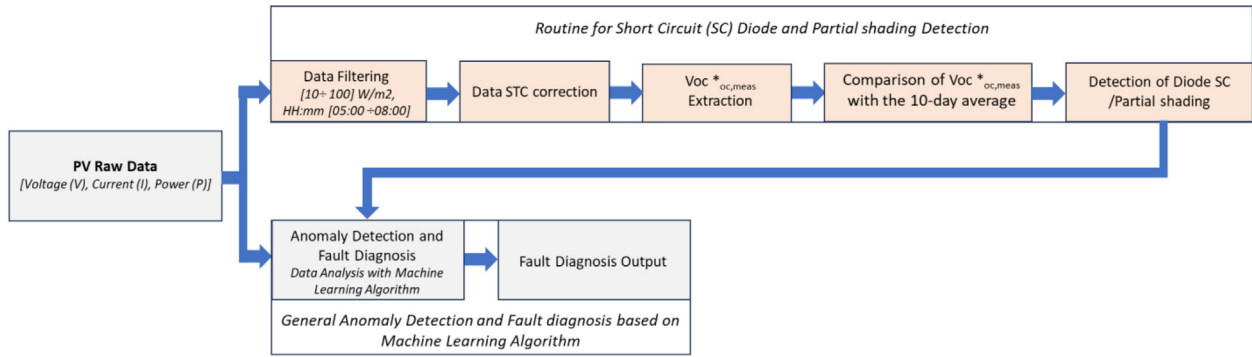 Routine for Short Circuit (SC) Diode and Partial shading Detection
Data Filtering
[10÷ 100] W/m2,
HH:mm [05:00 ÷08:00]
Data STC correction
Voc *oc,meas
Extraction
Comparison of Voc *oc,meas
with the 10-day average
Detection of Diode SC
/Partial shading
PV Raw Data
[Voltage (V), Current (I), Power (P)]
Anomaly Detection and
Fault Diagnosis
Data Analysis with Machine
Learning Algorithm
Fault Diagnosis Output
General Anomaly Detection and Fault diagnosis based on
Machine Learning Algorithm